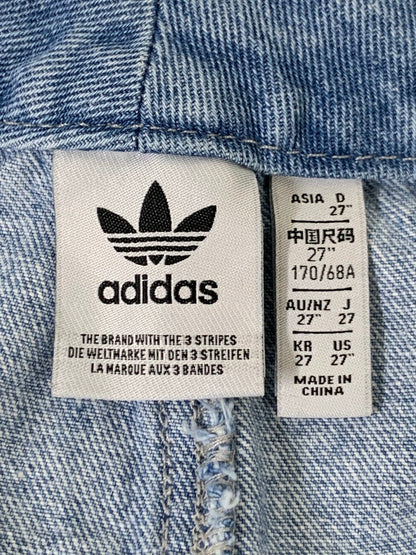 adidas
THE BRAND WITH THE 3 STRIPES
DIE WELTMARKE MIT DEN 3 STREIFEN
LA MARQUE AUX 3 BANDES
ASIA D
27"
中国尺码
27"
170/68A
AU/NZ J
27" 27
KR US
27 27"
MADE IN
CHINA